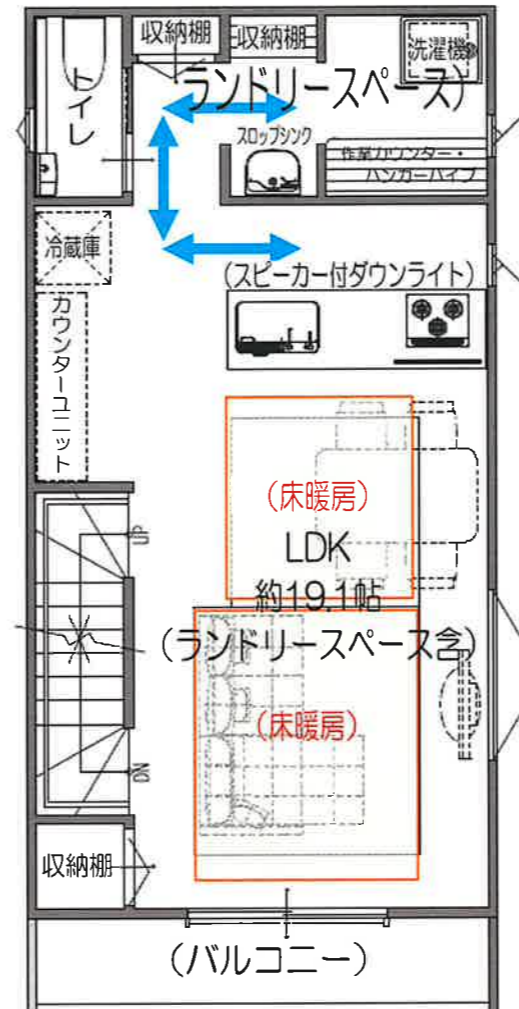 収納棚
収納棚
洗濯機
トイレ
ランドリースペース)
スロップシンク
作業カウンター・
ハンガーパイプ
冷蔵庫
(スピーカー付ダウンライト)
カウンターユニット
(床暖房)
UP
LDK
約19.1帖
(ランドリースペース含)
(床暖房)
DN
収納棚
(バルコニー)